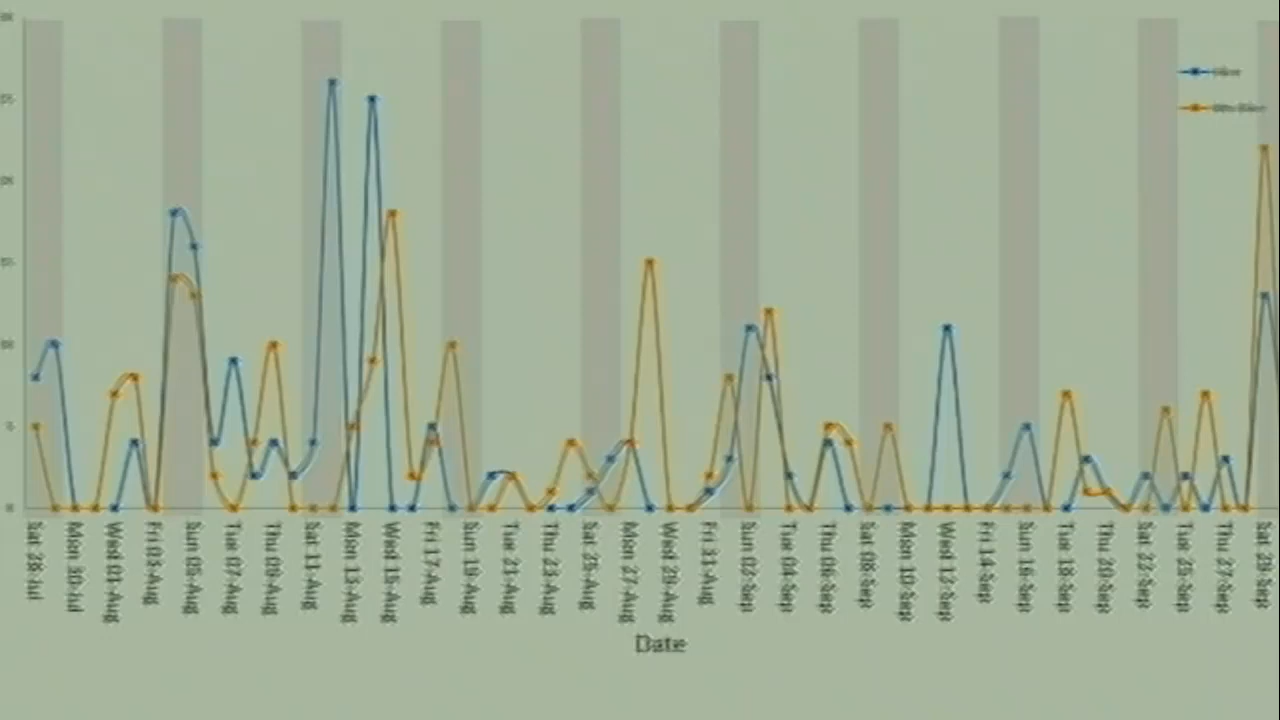 Sat 28-Jul
Mon 30-Jul
Wed 01-Aug
Fri 03-Aug
Sun 05-Aug
Tue 07-Aug
Thu 09-Aug
Sat 11-Aug
Mon 13-Aug
Wed 15-Aug
Fri 17-Aug
Sun 19-Aug
Tue 21-Aug
Thu 23-Aug
Sat 25-Aug
Mon 27-Aug
Wed 29-Aug
Fri 31-Aug
Sun 02-Sep
Tue 04-Sep
Thu 06-Sep
Sat 08-Sep
Mon 10-Sep
Wed 12-Sep
Fri 14-Sep
Sun 16-Sep
Tue 18-Sep
Thu 20-Sep
Sat 22-Sep
Thu 27-Sep
Sat 29-Sep
Date